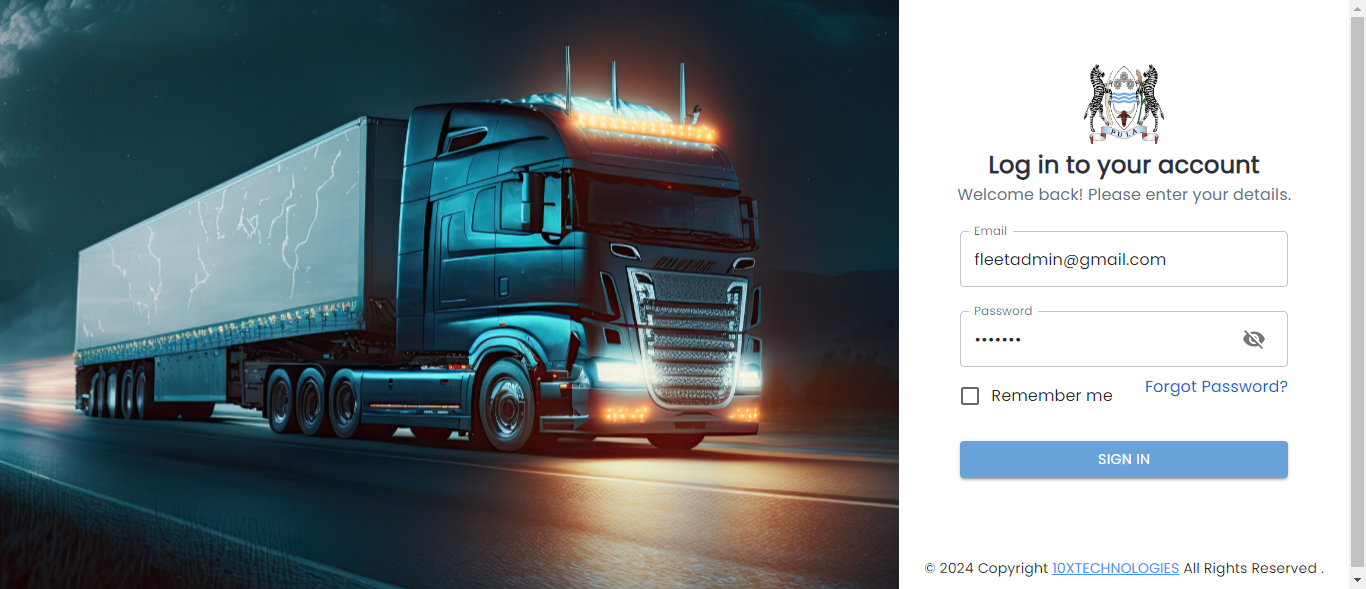 PULA
Log in to your account
Welcome back! Please enter your details.
Email
fleetadmin@gmail.com
Password
•••••••
Remember me
Forgot Password?
SIGN IN
© 2024 Copyright 10XTECHNOLOGIES All Rights Reserved .